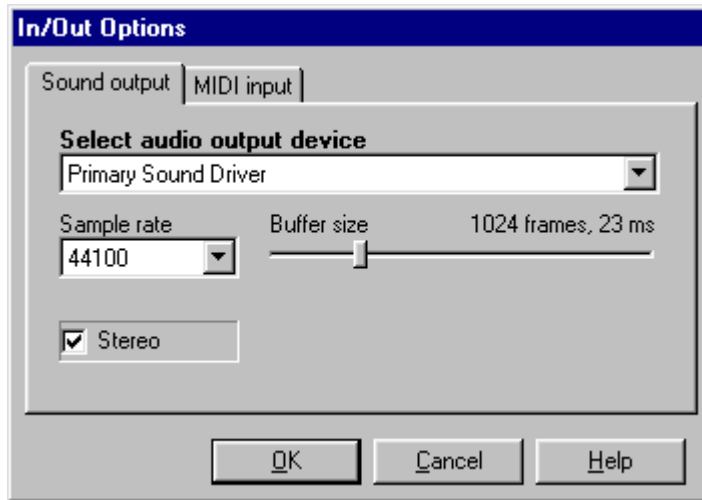 In/Out Options
Sound output MIDI input
Select audio output device
Primary Sound Driver
Sample rate Buffer size 1024 frames, 23 ms
44100
Stereo
OK Cancel Help